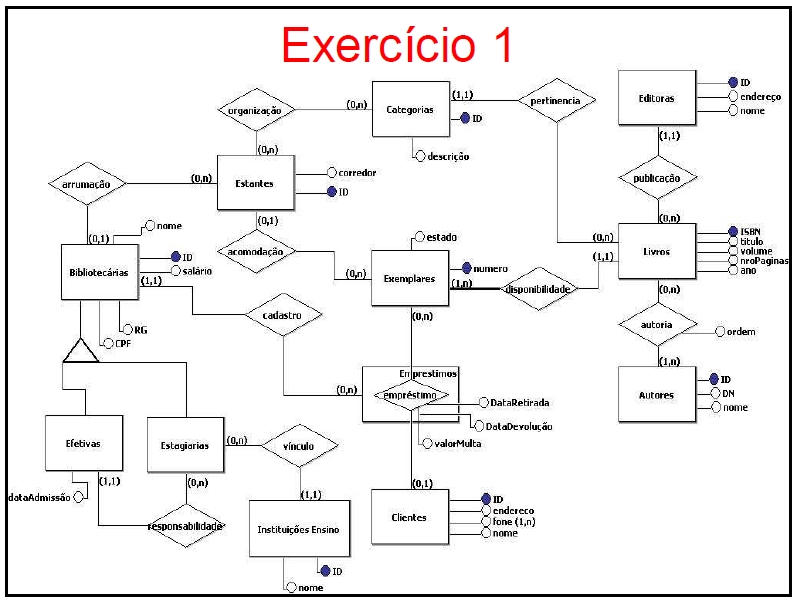 Exercício 1
organização
(0,n)
Categorias
(1,1)
ID
descrição
pertinencia
Editoras
ID
endereço
nome
(1,1)
publicação
(0,n)
arrumação
(0,n)
(0,n)
Estantes
corredor
ID
(0,1)
nome
(0,1)
Bibliotecárias
ID
salário
(1,1)
RG
CPF
acomodação
(0,n)
estado
Exemplares
numero
(1,n)
disponibilidade
(0,n)
(1,1)
Livros
ISBN
titulo
volume
nroPaginas
ano
(0,n)
autoria
ordem
(1,n)
Autores
ID
DN
nome
cadastro
(0,n)
(0,n)
Emprestimos
empréstimo
DataRetirada
DataDevolução
valorMulta
(0,1)
Clientes
ID
endereco
fone (1,n)
nome
Efetivas
dataAdmissão
(1,1)
Estagiarias
(0,n)
(0,n)
responsabilidade
vínculo
(1,1)
Instituições Ensino
ID
nome